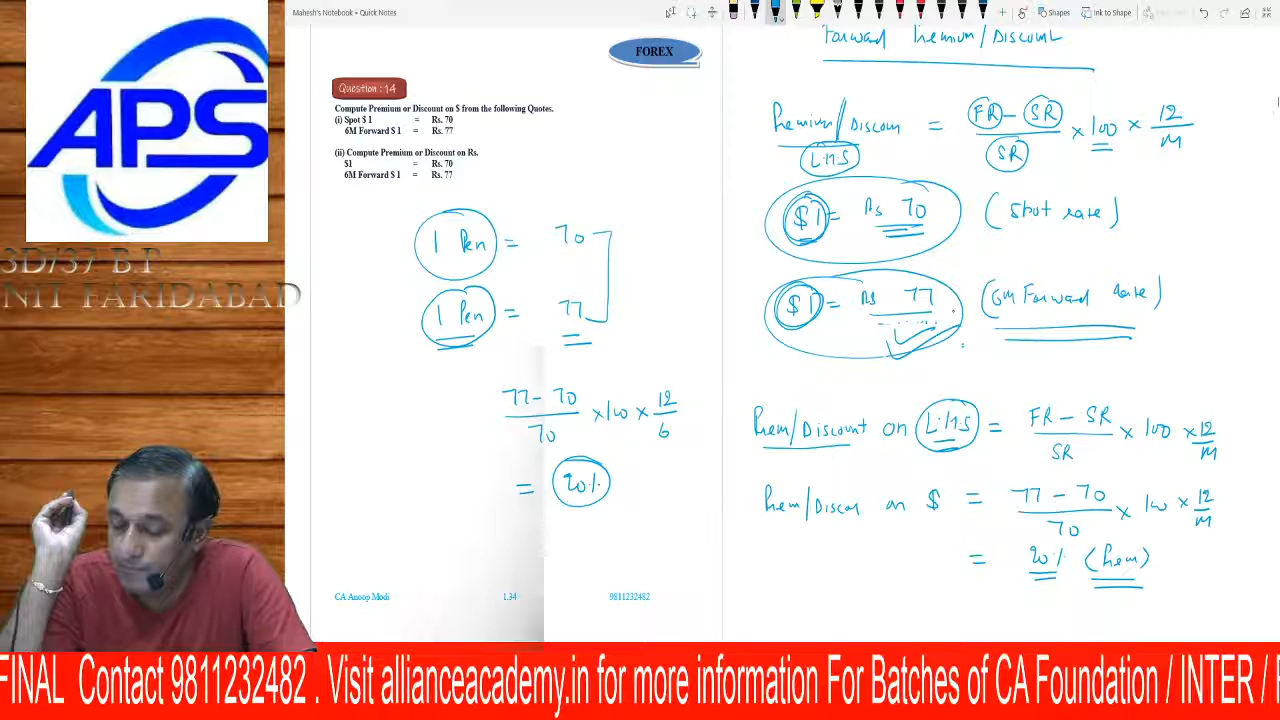 Mahesh's Notebook • Quick Notes
Shapes
Ink to Shape
APS
3D/37 B.P.
NIT FARIDABAD
FOREX
Question : 14
Compute Premium or Discount on $ from the following Quotes.
(i) Spot $ 1 = Rs. 70
6M Forward $ 1 = Rs. 77
(ii) Compute Premium or Discount on Rs.
$1 = Rs. 70
6M Forward $ 1 = Rs. 77
1 Pen = 70
1 Pen = 77
77 - 70 / 70 × 100 × 12 / 6
= 20%
CA Anoop Modi 1.34 9811232482
Forward Premium/Discount
Premium/Discoun = FR - SR / SR × 100 × 12 / M
L.H.S
$1 = Rs 70 (Spot rate)
$1 = Rs 77 (6M Forward rate)
Prem/Discount on L.H.S = FR - SR / SR × 100 × 12 / M
Prem/Discou on $ = 77 - 70 / 70 × 100 × 12 / M
= 20% (Prem)
FINAL Contact 9811232482 . Visit allianceacademy.in for more information For Batches of CA Foundation / INTER /